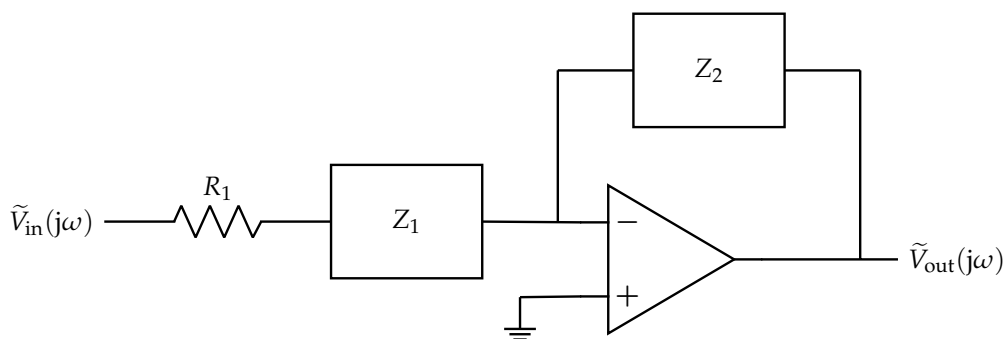 Z₂
R₁
Ṽ_in(jω)
Z₁
−
Ṽ_out(jω)
+